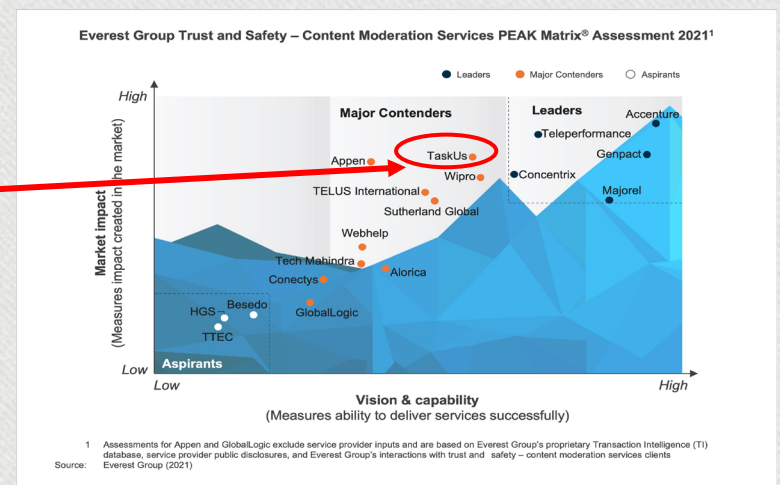 Everest Group Trust and Safety – Content Moderation Services PEAK Matrix® Assessment 2021¹
Leaders
Major Contenders
Aspirants
High
Major Contenders
Leaders
Accenture
Teleperformance
TaskUs
Genpact
Appen
Wipro
Concentrix
TELUS International
Majorel
Sutherland Global
Webhelp
Tech Mahindra
Alorica
Conectys
HGS
Besedo
GlobalLogic
TTEC
Aspirants
Market impact
(Measures impact created in the market)
Low
Low
High
Vision & capability
(Measures ability to deliver services successfully)
1 Assessments for Appen and GlobalLogic exclude service provider inputs and are based on Everest Group's proprietary Transaction Intelligence (TI)
database, service provider public disclosures, and Everest Group's interactions with trust and safety – content moderation services clients
Source: Everest Group (2021)